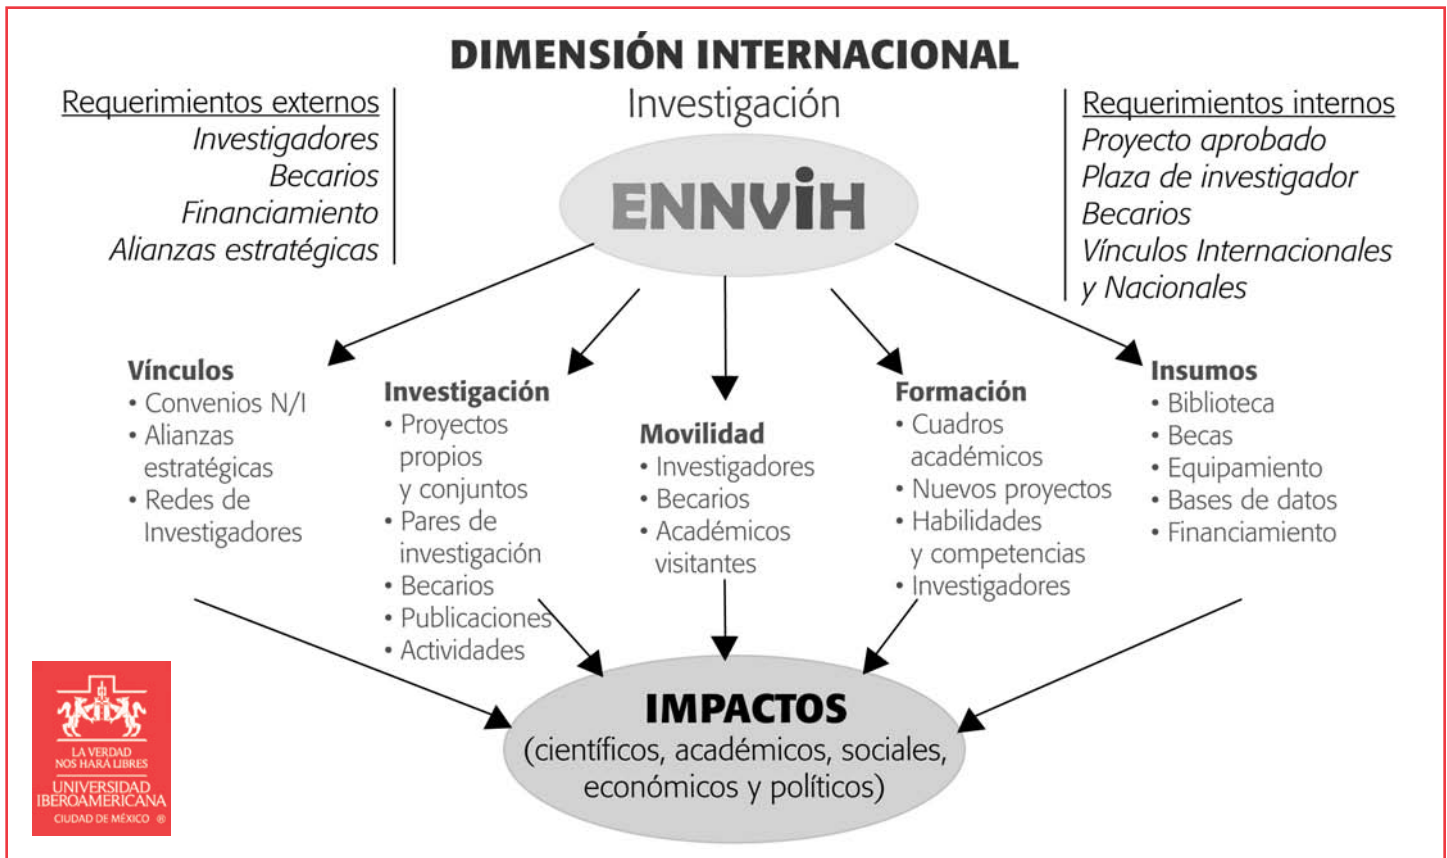 DIMENSIÓN INTERNACIONAL
Investigación
Requerimientos externos
Investigadores
Becarios
Financiamiento
Alianzas estratégicas
ENNViH
Requerimientos internos
Proyecto aprobado
Plaza de investigador
Becarios
Vínculos Internacionales
y Nacionales
Vínculos
• Convenios N/I
• Alianzas
estratégicas
• Redes de
Investigadores
Investigación
• Proyectos
propios
y conjuntos
• Pares de
investigación
• Becarios
• Publicaciones
• Actividades
Movilidad
• Investigadores
• Becarios
• Académicos
visitantes
Formación
• Cuadros
académicos
• Nuevos proyectos
• Habilidades
y competencias
• Investigadores
Insumos
• Biblioteca
• Becas
• Equipamiento
• Bases de datos
• Financiamiento
IMPACTOS
(científicos, académicos, sociales,
económicos y políticos)
LA VERDAD
NOS HARÁ LIBRES
UNIVERSIDAD
IBEROAMERICANA
CIUDAD DE MÉXICO ®